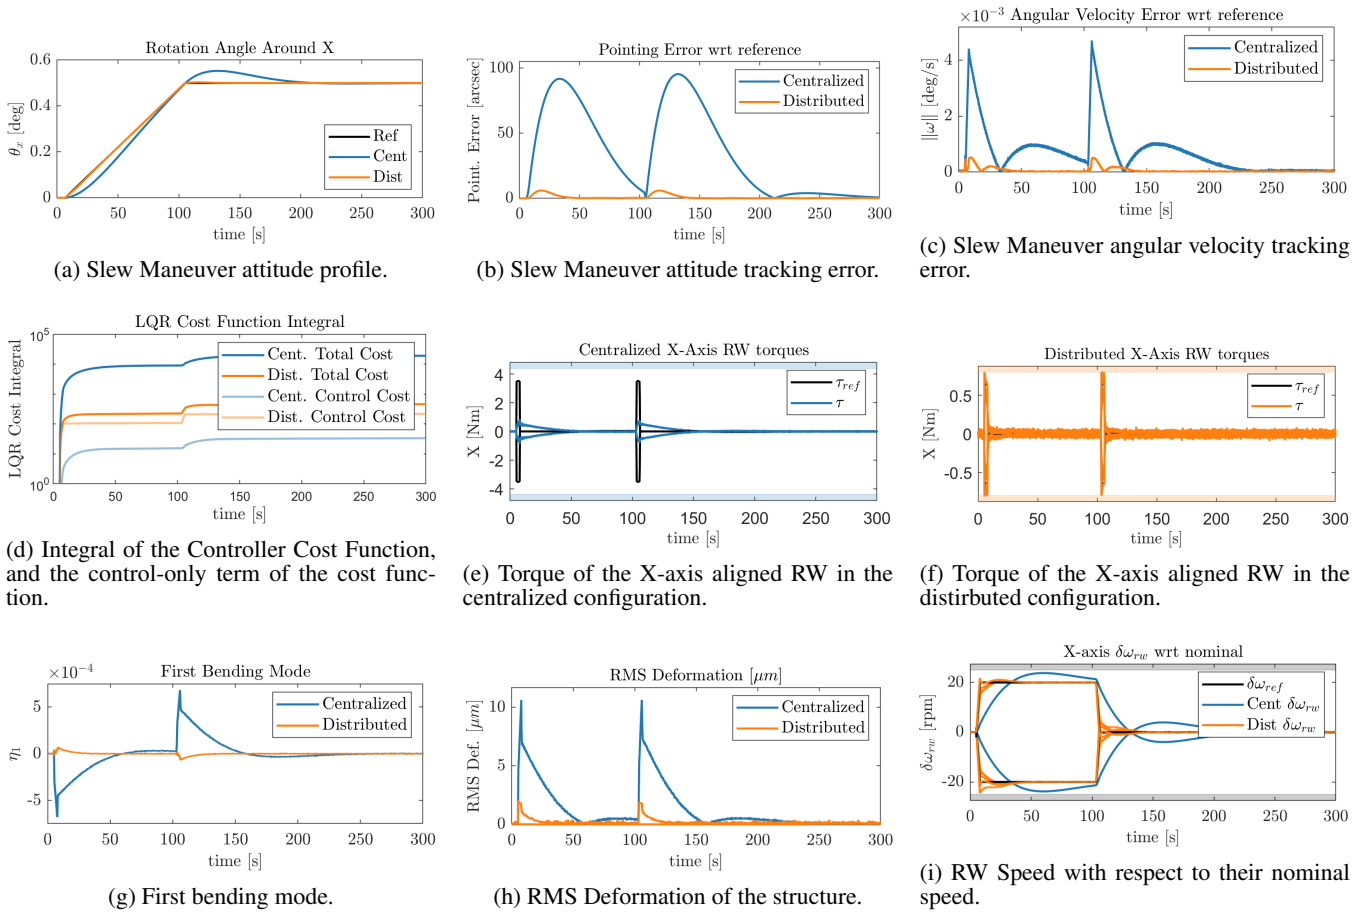 Rotation Angle Around X
0.6
0.4
0.2
0
θx [deg]
Ref
Cent
Dist
0 50 100 150 200 250 300
time [s]
(a) Slew Maneuver attitude profile.
Pointing Error wrt reference
100
50
0
Point. Error [arcsec]
Centralized
Distributed
0 50 100 150 200 250 300
time [s]
(b) Slew Maneuver attitude tracking error.
×10⁻³ Angular Velocity Error wrt reference
4
2
0
||ω|| [deg/s]
Centralized
Distributed
0 50 100 150 200 250 300
time [s]
(c) Slew Maneuver angular velocity tracking
error.
LQR Cost Function Integral
10⁵
10⁰
LQR Cost Integral
Cent. Total Cost
Dist. Total Cost
Cent. Control Cost
Dist. Control Cost
0 50 100 150 200 250 300
time [s]
(d) Integral of the Controller Cost Function,
and the control-only term of the cost func-
tion.
Centralized X-Axis RW torques
4
2
0
-2
-4
X [Nm]
τref
τ
0 50 100 150 200 250 300
time [s]
(e) Torque of the X-axis aligned RW in the
centralized configuration.
Distributed X-Axis RW torques
0.5
0
-0.5
X [Nm]
τref
τ
0 50 100 150 200 250 300
time [s]
(f) Torque of the X-axis aligned RW in the
distirbuted configuration.
×10⁻⁴
First Bending Mode
5
0
-5
η1
Centralized
Distributed
0 50 100 150 200 250 300
time [s]
(g) First bending mode.
RMS Deformation [μm]
10
5
0
RMS Def. [μm]
Centralized
Distributed
0 50 100 150 200 250 300
time [s]
(h) RMS Deformation of the structure.
X-axis δωrw wrt nominal
20
0
-20
δωrw [rpm]
δωref
Cent δωrw
Dist δωrw
0 50 100 150 200 250 300
time [s]
(i) RW Speed with respect to their nominal
speed.